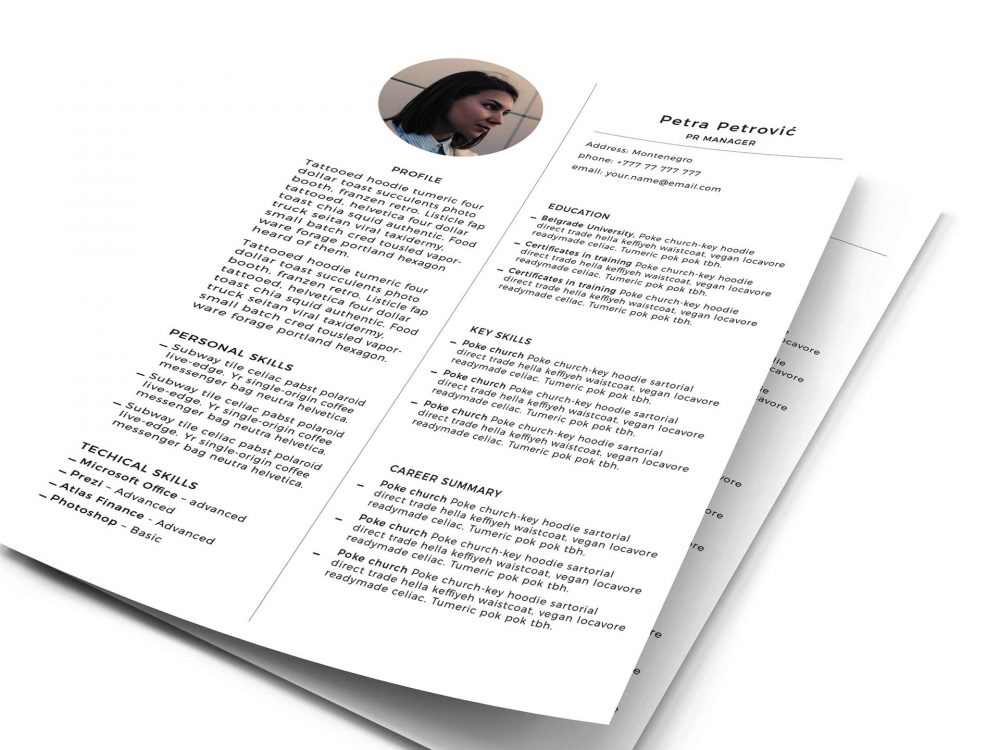 PROFILE
Tattooed hoodie tumeric four
dollar toast succulents photo
booth, franzen retro. Listicle fap
tattooed, helvetica four dollar
toast chia squid authentic. Food
truck seitan viral taxidermy,
small batch cred tousled vapor-
ware forage portland hexagon
heard of them.
Tattooed hoodie tumeric four
dollar toast succulents photo
booth, franzen retro. Listicle fap
tattooed, helvetica four dollar
toast chia squid authentic. Food
truck seitan viral taxidermy,
small batch cred tousled vapor-
ware forage portland hexagon.
PERSONAL SKILLS
– Subway tile celiac pabst polaroid
live-edge. Yr single-origin coffee
messenger bag neutra helvetica.
– Subway tile celiac pabst polaroid
live-edge. Yr single-origin coffee
messenger bag neutra helvetica.
– Subway tile celiac pabst polaroid
live-edge. Yr single-origin coffee
messenger bag neutra helvetica.
TECHICAL SKILLS
– Microsoft Office – advanced
– Prezi – Advanced
– Atlas Finance - Advanced
– Photoshop – Basic
Petra Petrović
PR MANAGER
Address: Montenegro
phone: +777 77 777 777
email: your.name@email.com
EDUCATION
– Belgrade University, Poke church-key hoodie
direct trade hella keffiyeh waistcoat, vegan locavore
readymade celiac. Tumeric pok pok tbh.
– Certificates in training Poke church-key hoodie
direct trade hella keffiyeh waistcoat, vegan locavore
readymade celiac. Tumeric pok pok tbh.
– Certificates in training Poke church-key hoodie
direct trade hella keffiyeh waistcoat, vegan locavore
readymade celiac. Tumeric pok pok tbh.
KEY SKILLS
– Poke church Poke church-key hoodie sartorial
direct trade hella keffiyeh waistcoat, vegan locavore
readymade celiac. Tumeric pok pok tbh.
– Poke church Poke church-key hoodie sartorial
direct trade hella keffiyeh waistcoat, vegan locavore
readymade celiac. Tumeric pok pok tbh.
– Poke church Poke church-key hoodie sartorial
direct trade hella keffiyeh waistcoat, vegan locavore
readymade celiac. Tumeric pok pok tbh.
CAREER SUMMARY
– Poke church Poke church-key hoodie sartorial
direct trade hella keffiyeh waistcoat, vegan locavore
readymade celiac. Tumeric pok pok tbh.
– Poke church Poke church-key hoodie sartorial
direct trade hella keffiyeh waistcoat, vegan locavore
readymade celiac. Tumeric pok pok tbh.
– Poke church Poke church-key hoodie sartorial
direct trade hella keffiyeh waistcoat, vegan locavore
readymade celiac. Tumeric pok pok tbh.
locavore
locavore
locavore